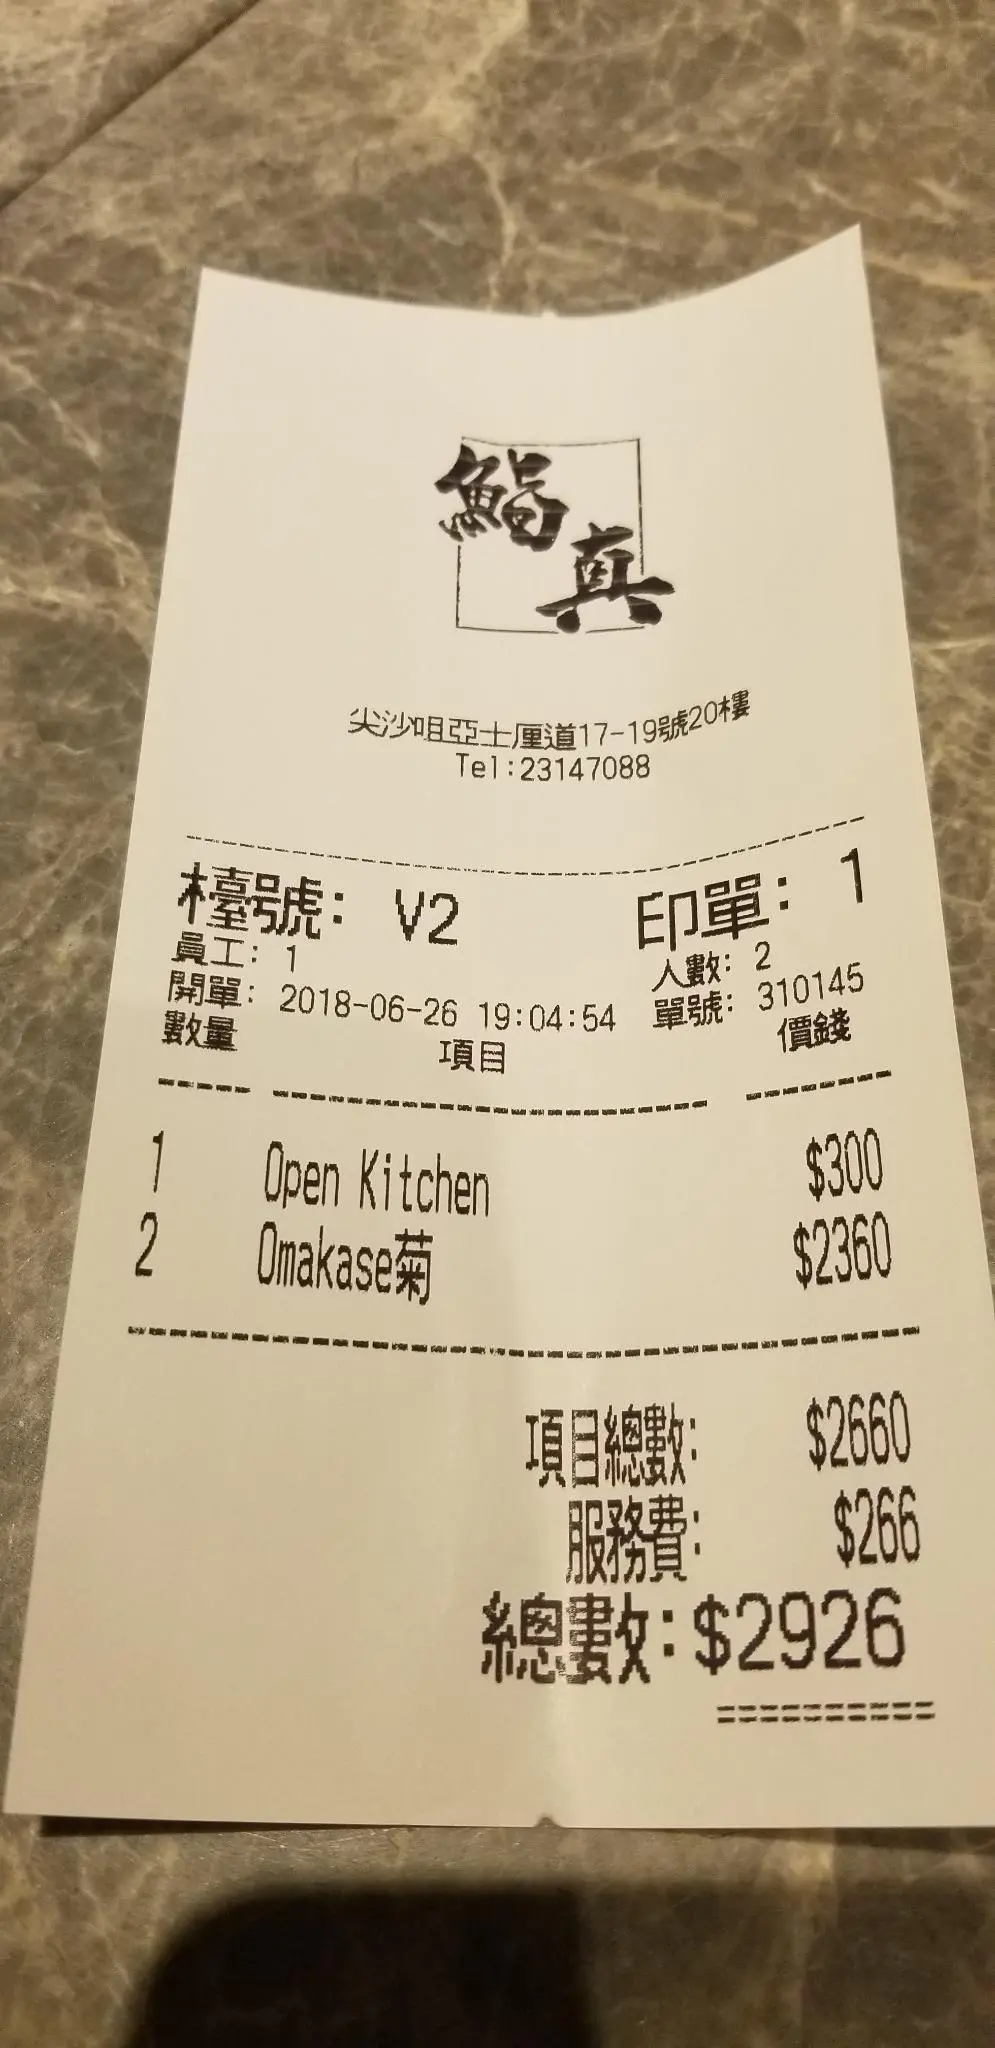 鮨真
尖沙咀亞士厘道17-19號20樓
Tel:23147088
檯號: V2 印單: 1
員工: 1 人數: 2
開單: 2018-06-26 19:04:54 單號: 310145
數量 項目 價錢
1 Open Kitchen $300
2 Omakase菊 $2360
項目總數: $2660
服務費: $266
總數:$2926
==========